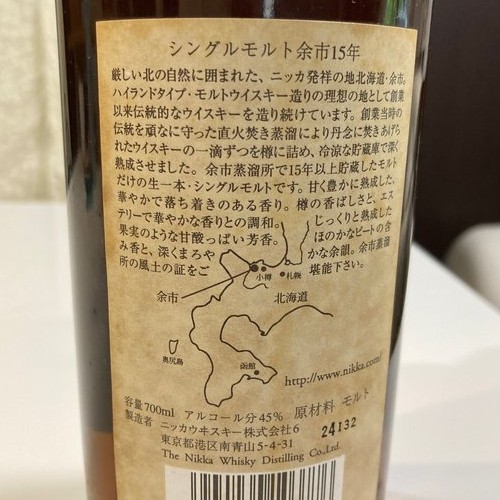 シングルモルト余市15年
厳しい北の自然に囲まれた、ニッカ発祥の地北海道・余市。
ハイランドタイプ・モルトウイスキー造りの理想の地として創業
以来伝統的なウイスキーを造り続けています。創業当時の
伝統を頑なに守った直火焚き蒸溜により丹念に焚きあげら
れたウイスキーの一滴ずつを樽に詰め、冷涼な貯蔵庫で深く
熟成させました。余市蒸溜所で15年以上貯蔵したモルト
だけの生一本・シングルモルトです。甘く豊かに熟成した、
華やかで落ち着きのある香り。樽の香ばしさと、エス
テリーで華やかな香りとの調和。じっくりと熟成した
果実のような甘酸っぱい芳香。ほのかなピートの含
み香と、深くまろやかな余韻。余市蒸溜
所の風土の証をご堪能下さい。
小樽
札幌
余市
北海道
奥尻島
函館
http://www.nikka.com/
容量700ml アルコール分45% 原材料 モルト
製造者 ニッカウヰスキー株式会社6
24132
東京都港区南青山5-4-31
The Nikka Whisky Distilling Co.,Ltd.